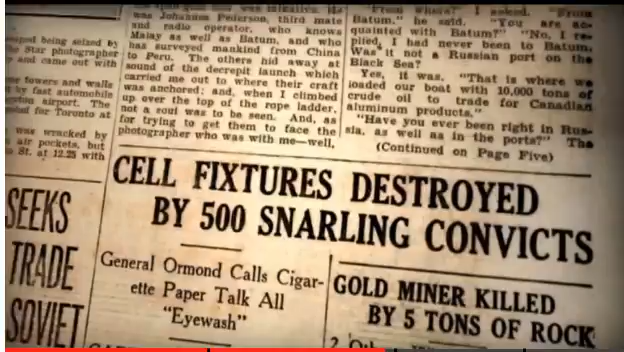 being seized by
Star photographer
and came out with
towers and walls
by fast automobile
airport. The
for Toronto at
was wracked by
air pockets, but
St. at 12.25 with
SEEKS
TRADE
SOVIET
was Johannes Pederson, third mate
and radio operator, who knows
Malay as well as Batum, and who
has surveyed mankind from China
to Peru. The others hid away at
sound of the decrepit launch which
carried me out to where their craft
was anchored; and, when I climbed
up over the top of the rope ladder,
not a soul was to be seen. And, as
for trying to get them to face the
photographer who was with me—well,
"From where?" I asked. "From
Batum," he said. "You are ac-
quainted with Batum?" "No, I re-
plied, I had never been to Batum.
Was it not a Russian port on the
Black Sea?
Yes, it was. "That is where we
loaded our boat with 10,000 tons of
crude oil to trade for Canadian
aluminum products."
"Have you ever been right in Rus-
sia, as well as in the ports?" The
(Continued on Page Five)
CELL FIXTURES DESTROYED
BY 500 SNARLING CONVICTS
General Ormond Calls Cigar-
ette Paper Talk All
"Eyewash"
GOLD MINER KILLED
BY 5 TONS OF ROCK